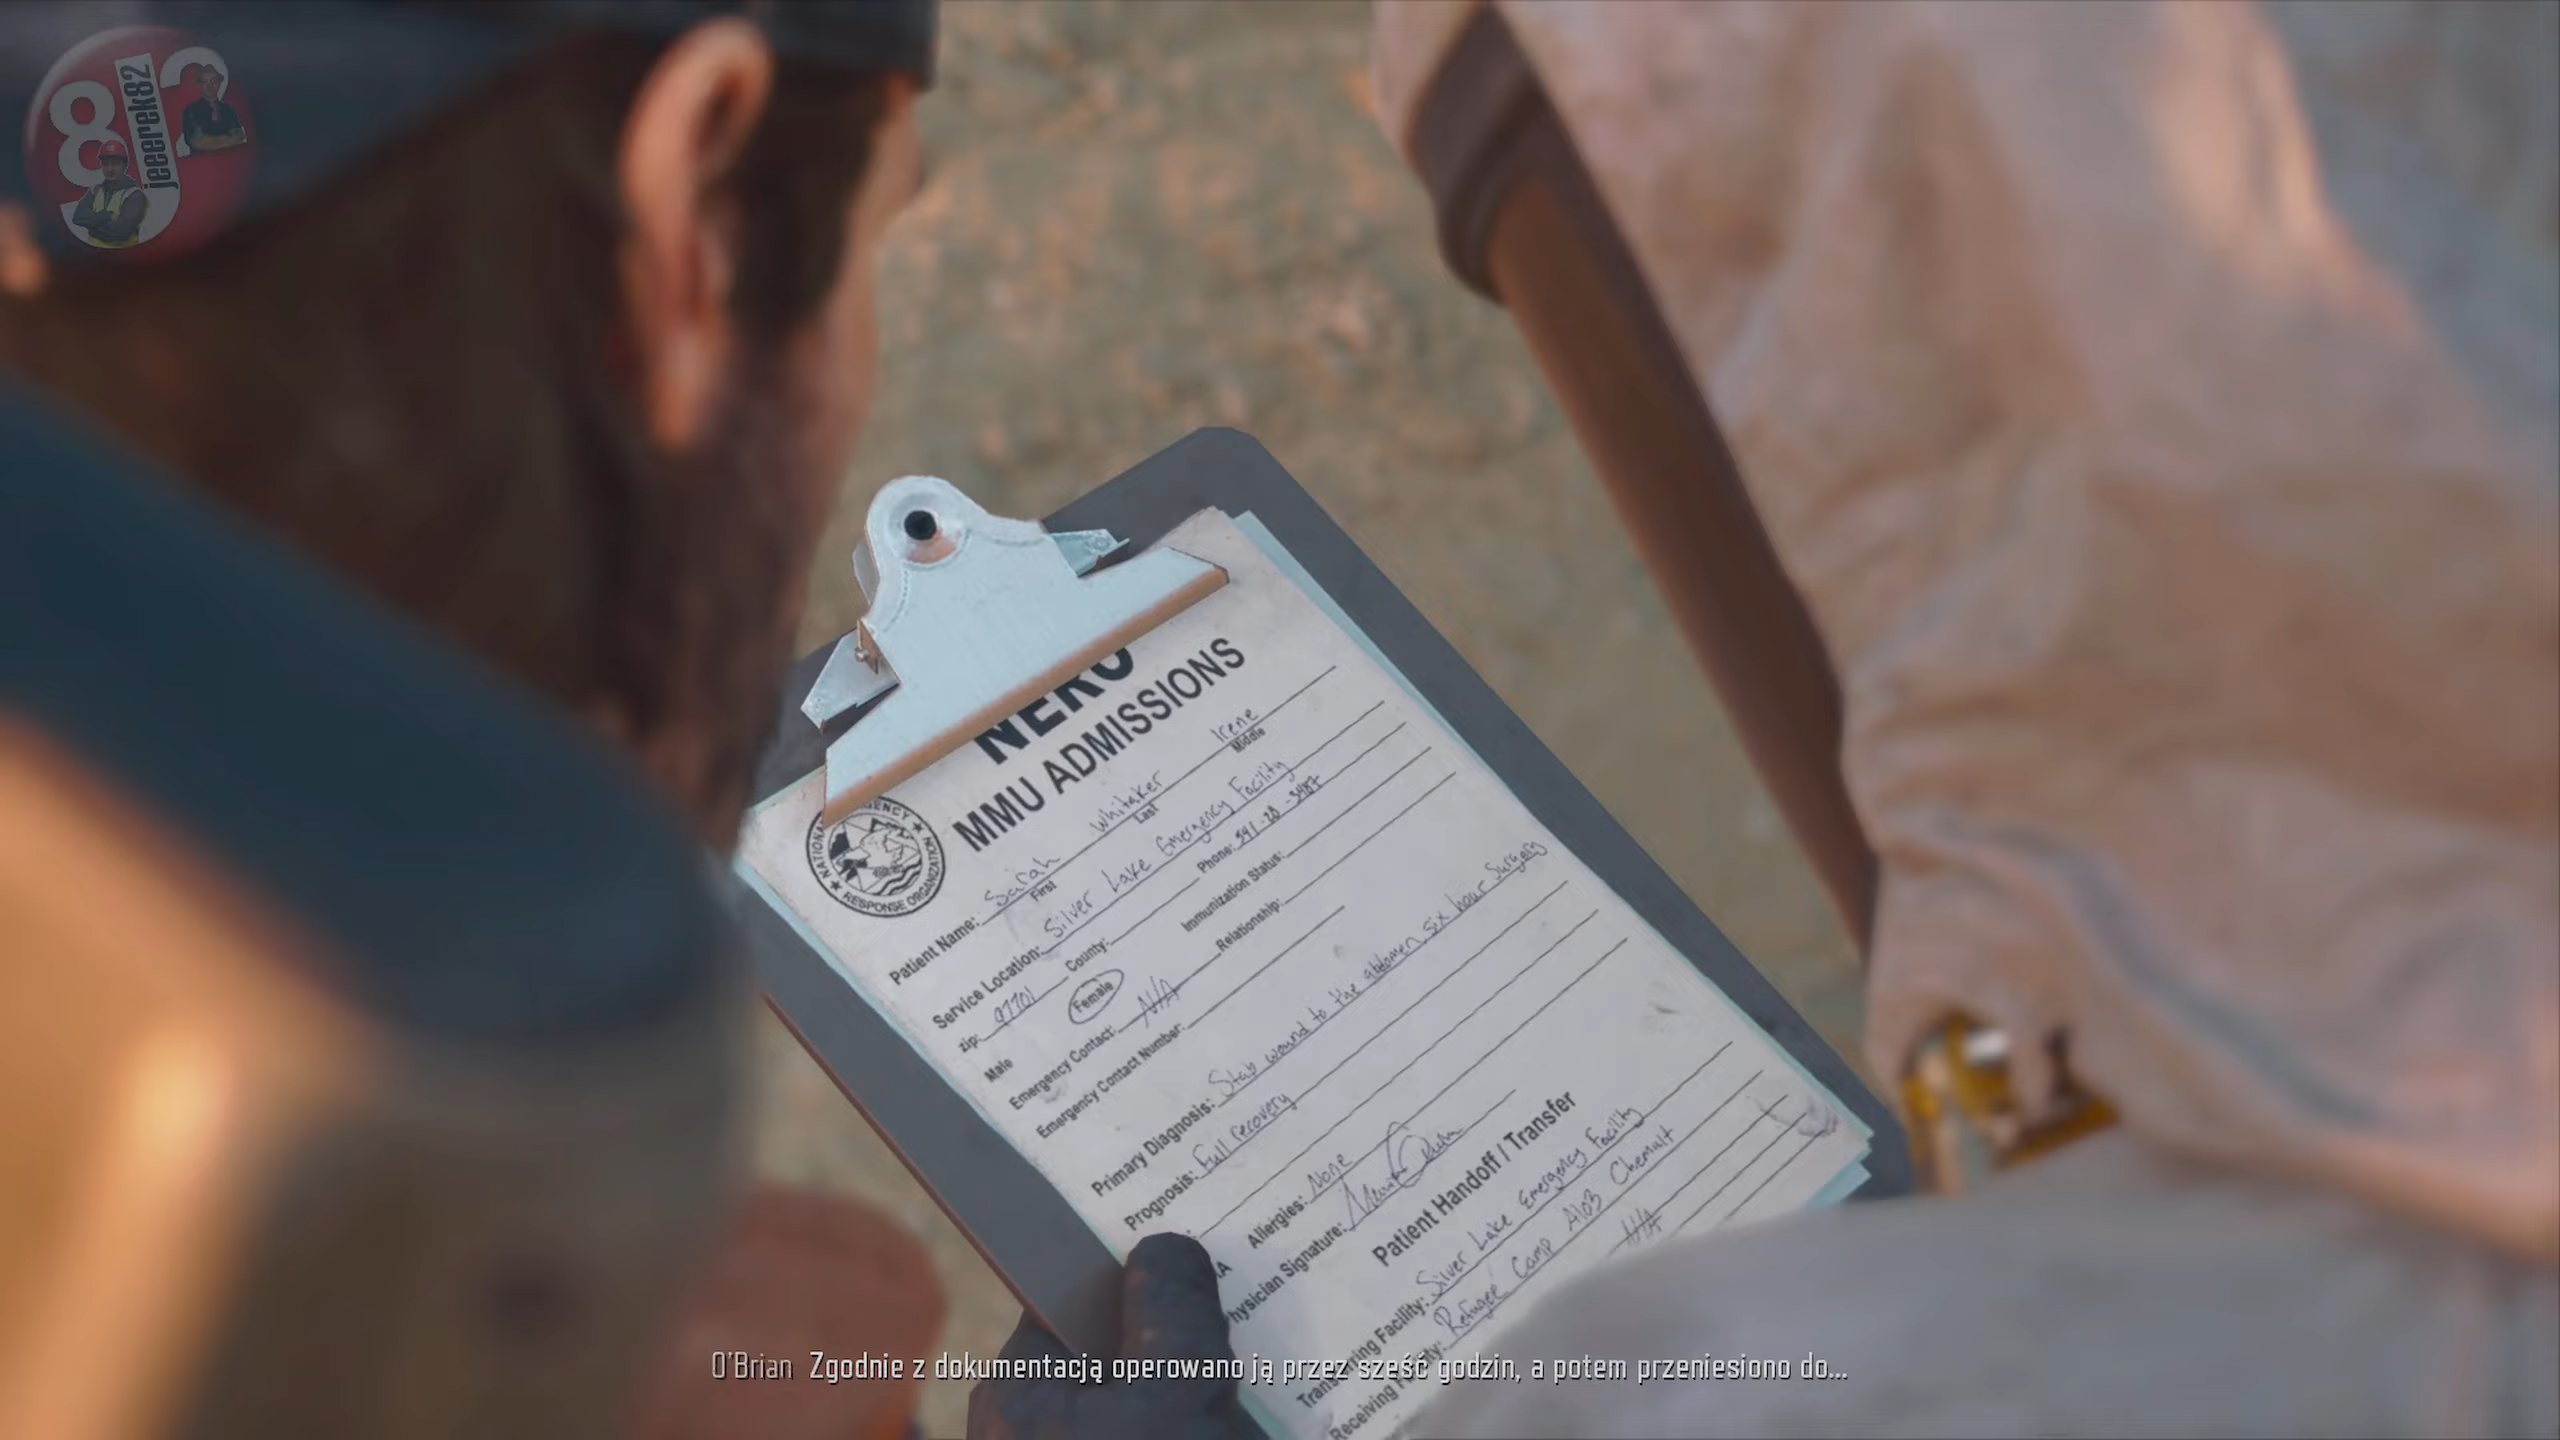 82
jeeerek82
NERO
MMU ADMISSIONS
NATIONAL EMERGENCY RESPONSE ORGANIZATION
Patient Name: Sarah Whitaker Irene
First Last Middle
Service Location: Silver Lake Emergency Facility
zip: 97701 County: Phone: 541-
Male Female Immunization Status:
Emergency Contact: N/A Relationship:
Emergency Contact Number:
Primary Diagnosis: Stab wound to the abdomen, six hour surgery
Prognosis: Full recovery
Allergies: None
hysician Signature:
Patient Handoff / Transfer
Transferring Facility: Silver Lake Emergency Facility
Receiving Facility: Refugee Camp A103 Chemult
N/A
O'Brian Zgodnie z dokumentacją operowano ją przez sześć godzin, a potem przeniesiono do...